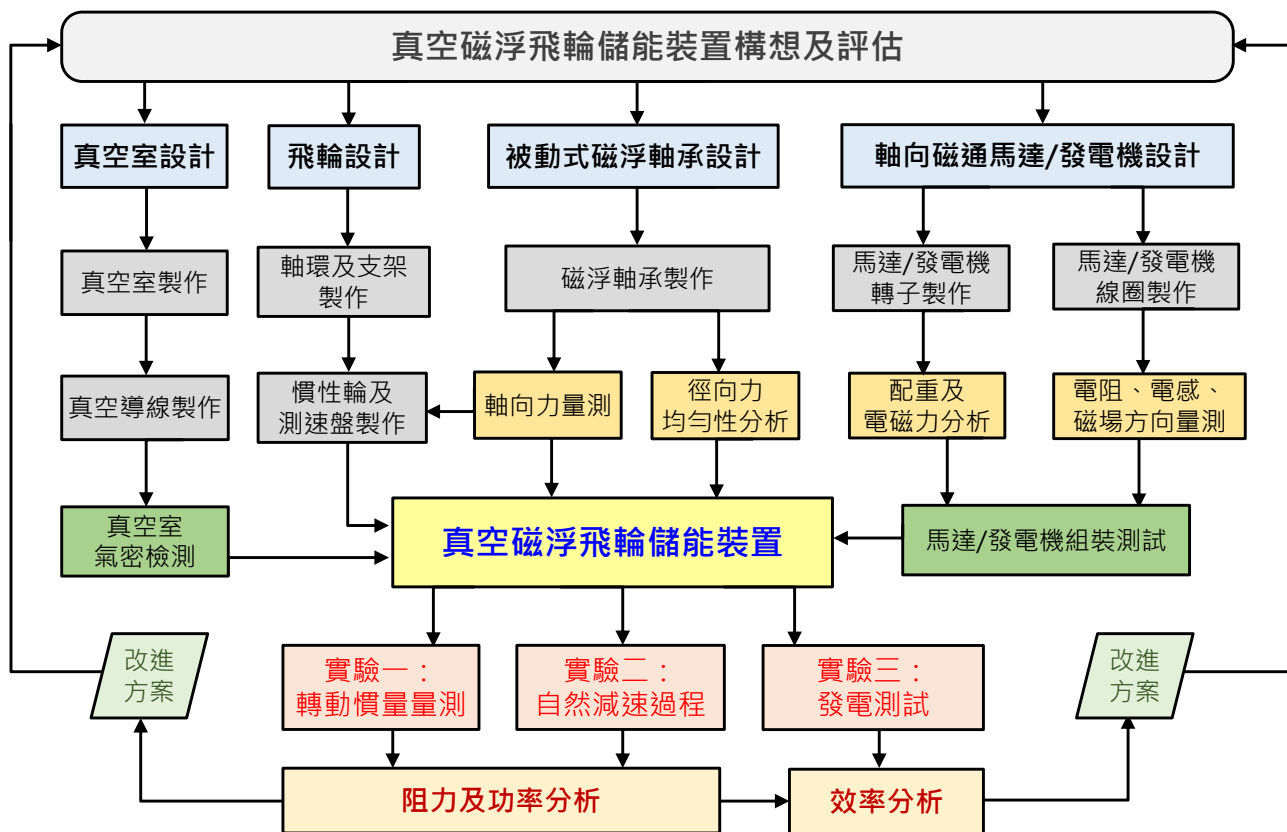 真空磁浮飛輪儲能裝置構想及評估
真空室設計
飛輪設計
被動式磁浮軸承設計
軸向磁通馬達/發電機設計
真空室製作
軸環及支架
製作
磁浮軸承製作
馬達/發電機
轉子製作
馬達/發電機
線圈製作
真空導線製作
慣性輪及
測速盤製作
軸向力量測
徑向力
均勻性分析
配重及
電磁力分析
電阻、電感、
磁場方向量測
真空室
氣密檢測
真空磁浮飛輪儲能裝置
馬達/發電機組裝測試
改進
方案
實驗一：
轉動慣量量測
實驗二：
自然減速過程
實驗三：
發電測試
改進
方案
阻力及功率分析
效率分析